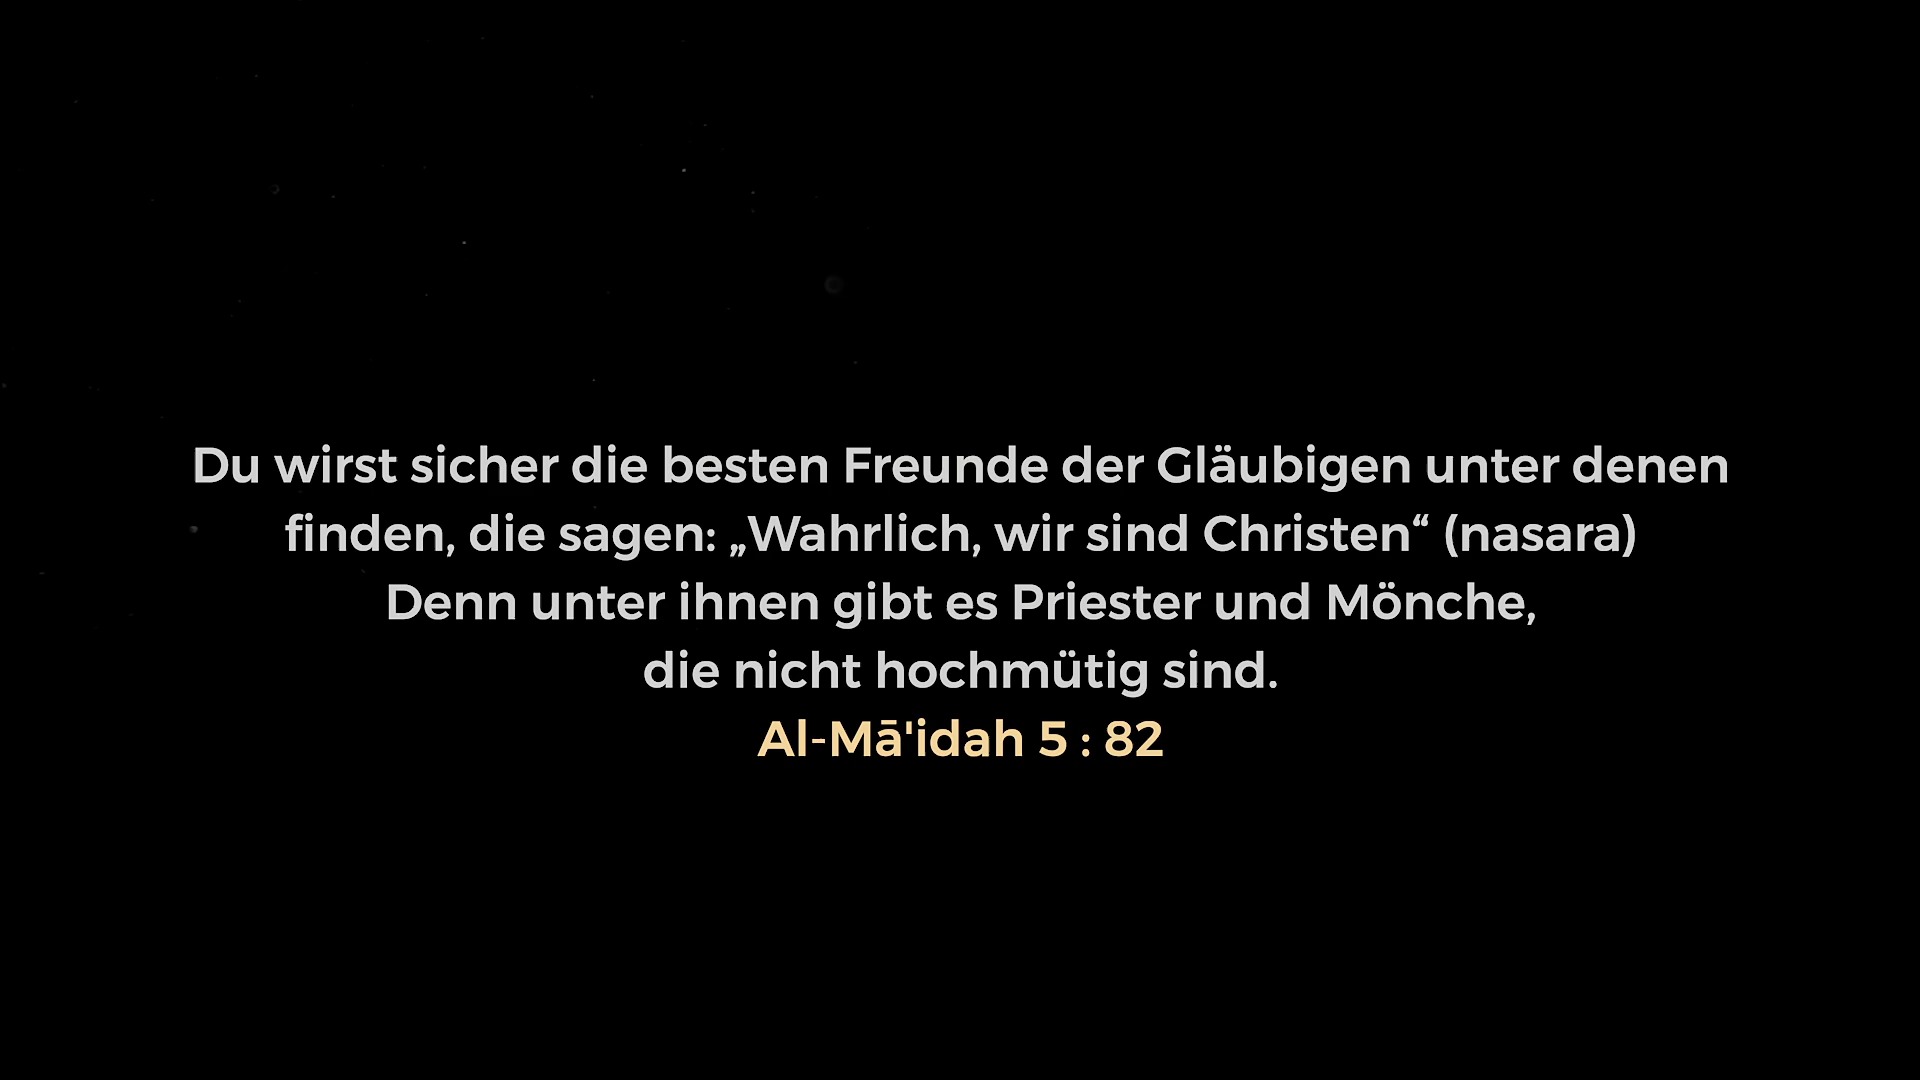 Du wirst sicher die besten Freunde der Gläubigen unter denen
finden, die sagen: „Wahrlich, wir sind Christen“ (nasara)
Denn unter ihnen gibt es Priester und Mönche,
die nicht hochmütig sind.
Al-Mā'idah 5 : 82